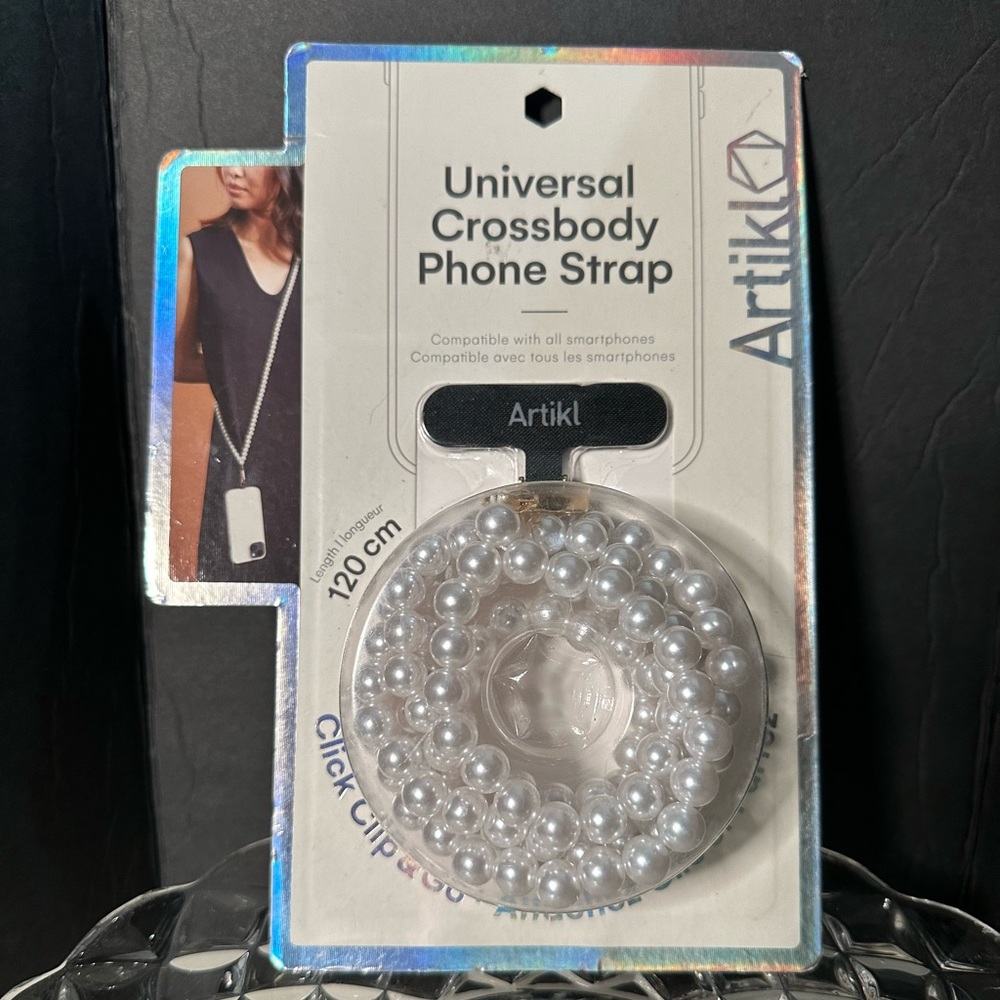 Universal
Crossbody
Phone Strap
Compatible with all smartphones
Compatible avec tous les smartphones
Artikl
Artikl
Length | longueur
120 cm
Click Clip & Go